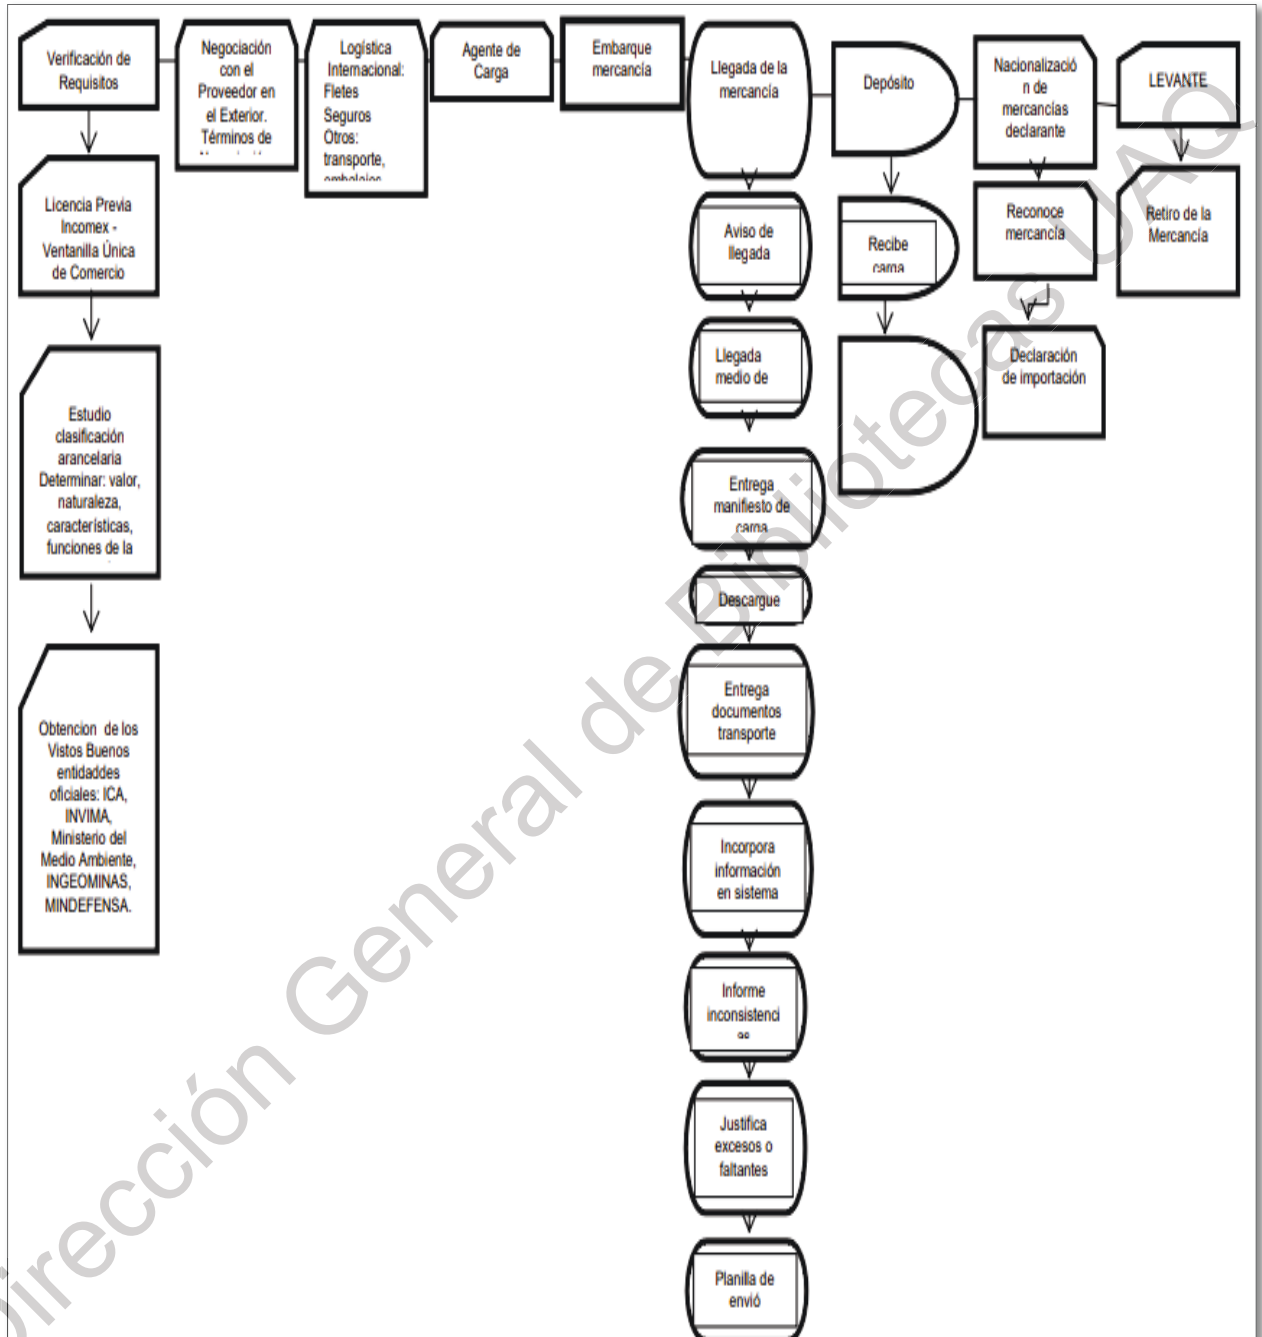 Verificación de
Requisitos
Negociación
con el
Proveedor en
el Exterior.
Términos de
Logística
Internacional:
Fletes
Seguros
Otros:
transporte,
embalajes
Agente de
Carga
Embarque
mercancía
Llegada de la
mercancía
Depósito
Nacionalizació
n de
mercancías
declarante
LEVANTE
Licencia Previa
Incomex -
Ventanilla Única
de Comercio
Aviso de
llegada
Recibe
carga
Reconoce
mercancía
Retiro de la
Mercancía
Estudio
clasificación
arancelaria
Determinar: valor,
naturaleza,
características,
funciones de la
Llegada
medio de
Declaración
de importación
Entrega
manifiesto de
carga
Descargue
Obtencion de los
Vistos Buenos
entidaddes
oficiales: ICA,
INVIMA,
Ministerio del
Medio Ambiente,
INGEOMINAS,
MINDEFENSA.
Entrega
documentos
transporte
Incorpora
información
en sistema
Informe
inconsistenci
as
Justifica
excesos o
faltantes
Planilla de
envió
Dirección General de Bibliotecas UAQ